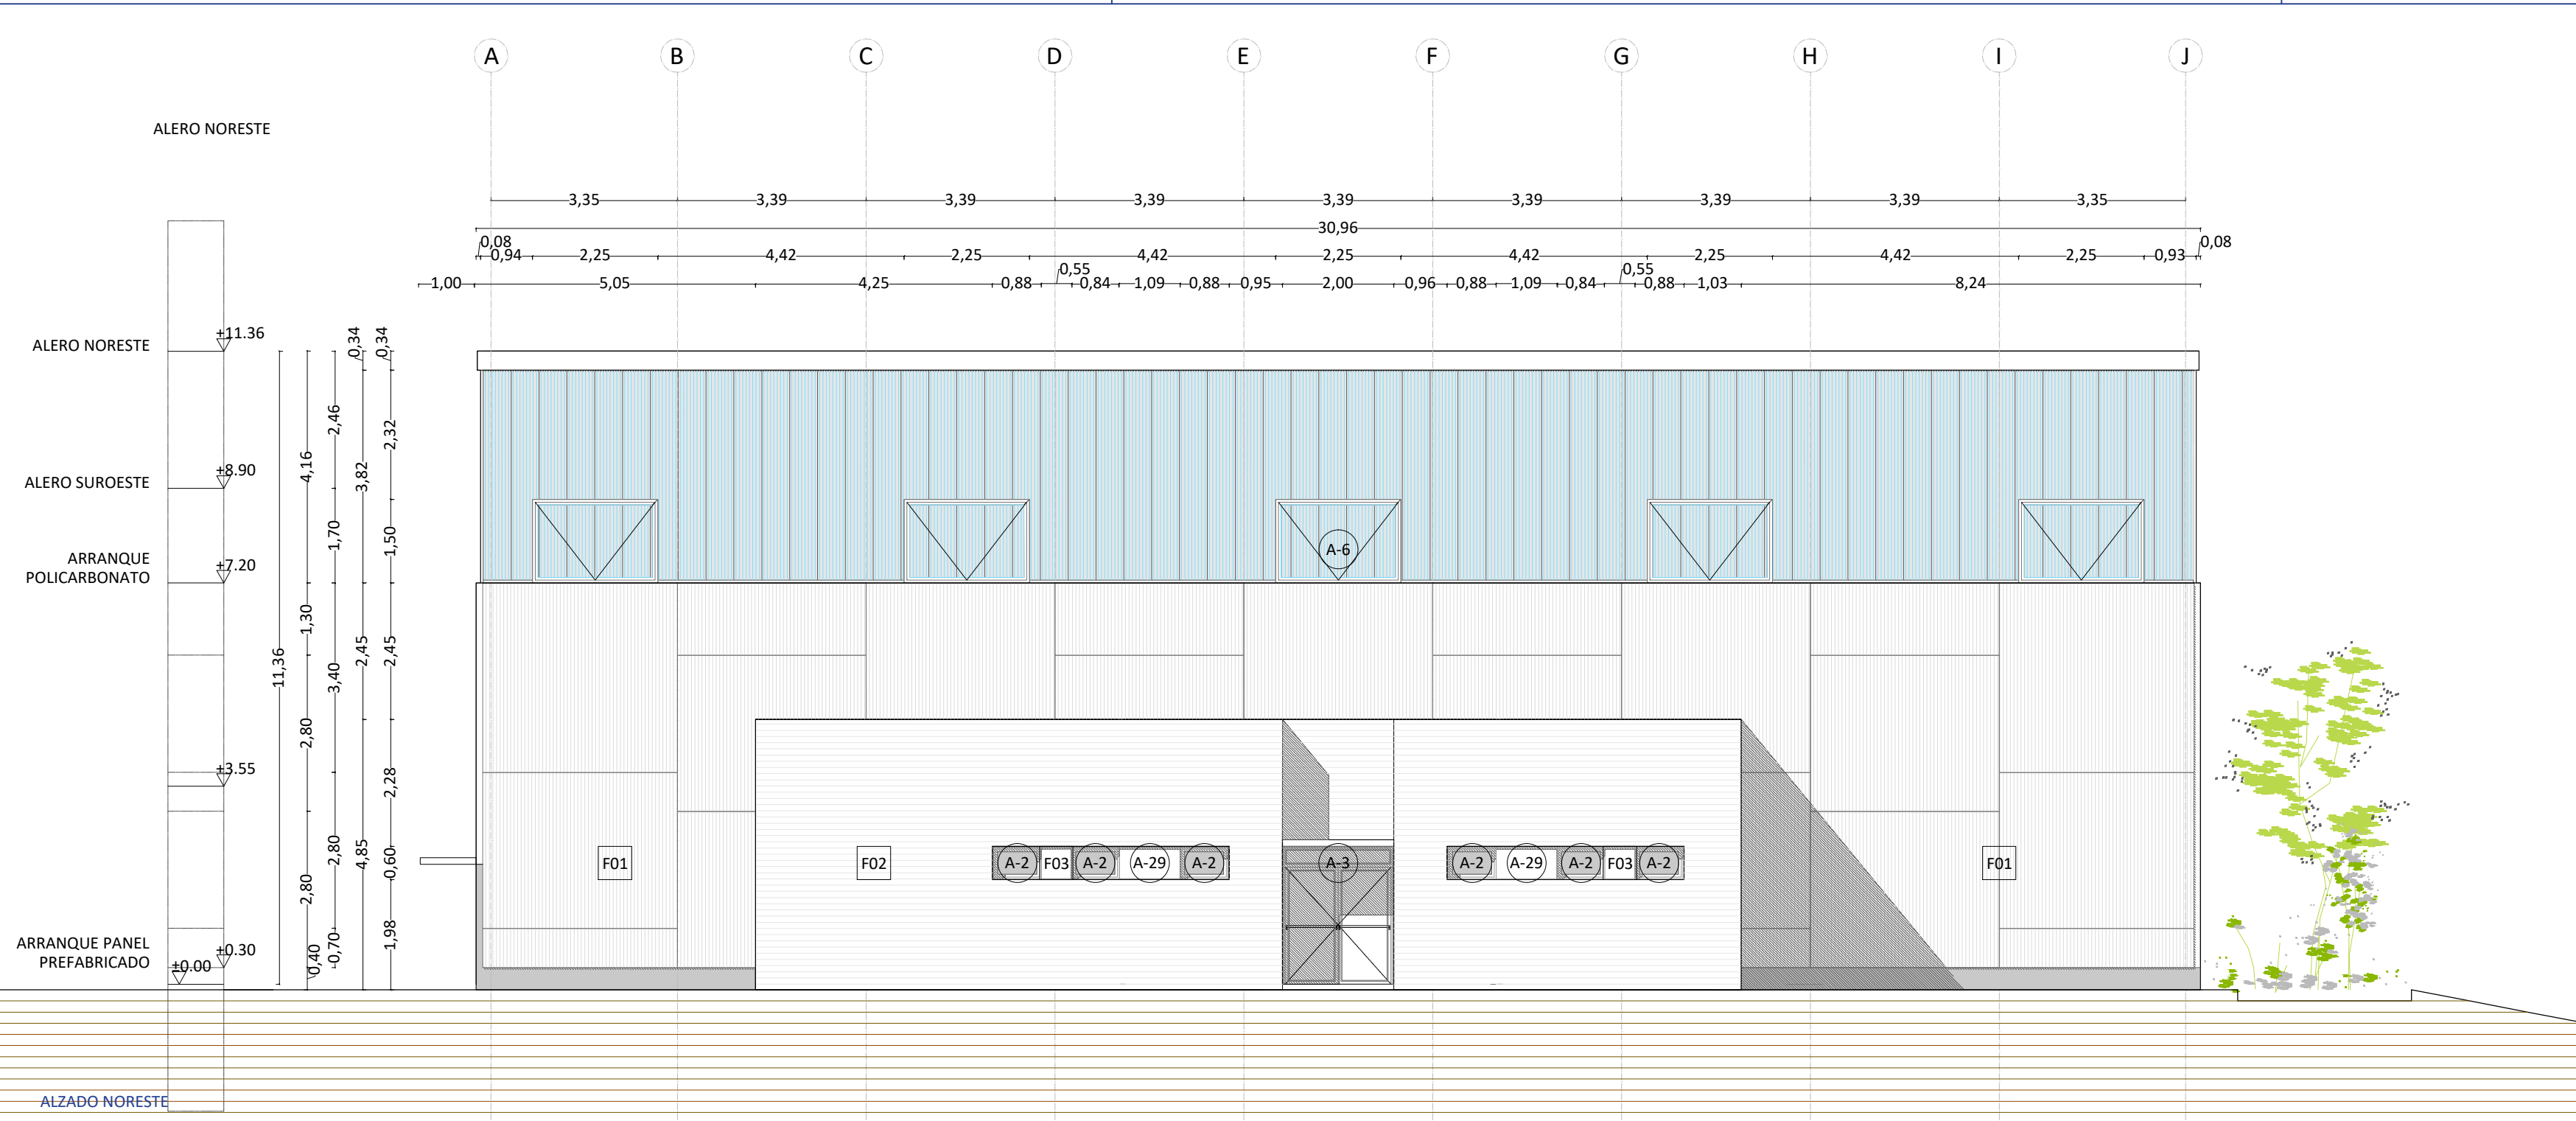 A B C D E F G H I J
ALERO NORESTE
3,35 3,39 3,39 3,39 3,39 3,39 3,39 3,39 3,35
30,96
0,08 0,08
0,94 2,25 4,42 2,25 4,42 2,25 4,42 2,25 4,42 2,25 0,93
0,55 0,55
1,00 5,05 4,25 0,88 0,84 1,09 0,88 0,95 2,00 0,96 0,88 1,09 0,84 0,88 1,03 8,24
ALERO NORESTE
±11.36
ALERO SUROESTE
±8.90
ARRANQUE
POLICARBONATO
±7.20
±3.55
ARRANQUE PANEL
PREFABRICADO
±0.30
±0.00
11,36
4,16 1,30 2,80 2,80 0,40
2,46 1,70 3,40 2,80 0,70
0,34 3,82 2,45 4,85
0,34 2,32 1,50 2,45 2,28 0,60 1,98
A-6
F01 F02 A-2 F03 A-2 A-29 A-2 A-3 A-2 A-29 A-2 F03 A-2 F01
ALZADO NORESTE